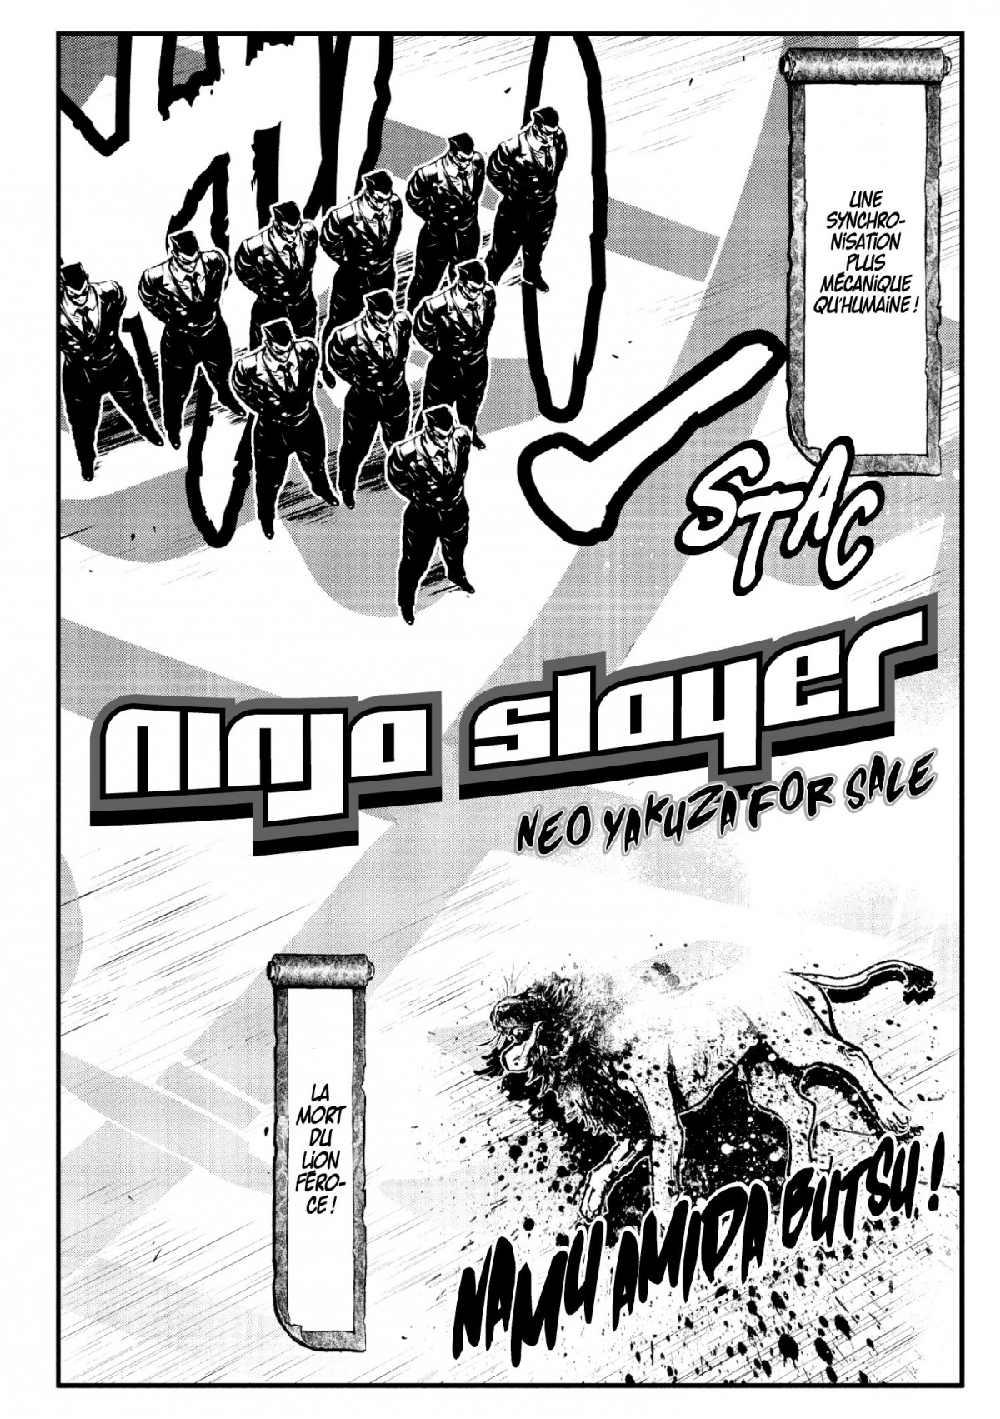 UNE
SYNCHRO-
NISATION
PLUS
MÉCANIQUE
QU'HUMAINE !
STAC
ninja slayer
NEO YAKUZA FOR SALE
LA
MORT
DU
LION
FÉRO-
CE !
NAMU AMIDA BUTSU !